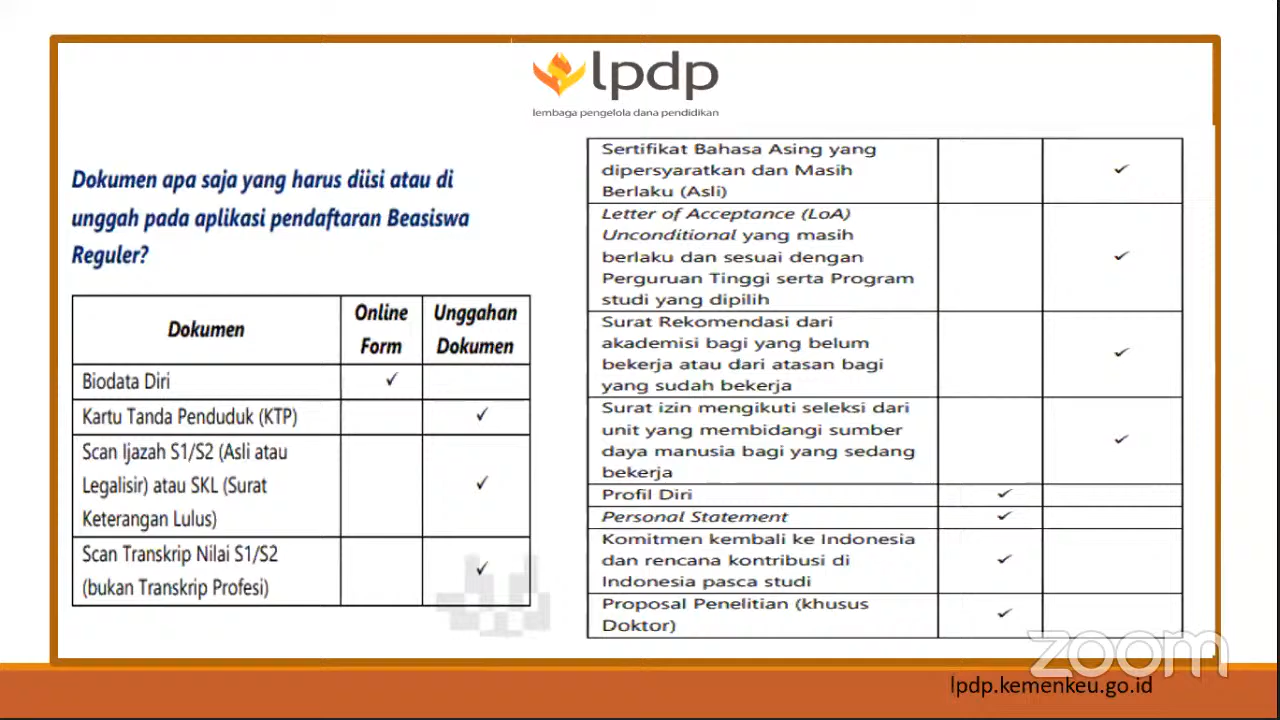 lpdp
lembaga pengelola dana pendidikan
Dokumen apa saja yang harus diisi atau di
unggah pada aplikasi pendaftaran Beasiswa
Reguler?
Dokumen
Online
Form
Unggahan
Dokumen
Biodata Diri ✓
Kartu Tanda Penduduk (KTP) ✓
Scan Ijazah S1/S2 (Asli atau
Legalisir) atau SKL (Surat ✓
Keterangan Lulus)
Scan Transkrip Nilai S1/S2
(bukan Transkrip Profesi) ✓
Sertifikat Bahasa Asing yang
dipersyaratkan dan Masih ✓
Berlaku (Asli)
Letter of Acceptance (LoA)
Unconditional yang masih
berlaku dan sesuai dengan ✓
Perguruan Tinggi serta Program
studi yang dipilih
Surat Rekomendasi dari
akademisi bagi yang belum ✓
bekerja atau dari atasan bagi
yang sudah bekerja
Surat izin mengikuti seleksi dari
unit yang membidangi sumber ✓
daya manusia bagi yang sedang
bekerja
Profil Diri ✓
Personal Statement ✓
Komitmen kembali ke Indonesia
dan rencana kontribusi di ✓
Indonesia pasca studi
Proposal Penelitian (khusus ✓
Doktor)
zoom
lpdp.kemenkeu.go.id